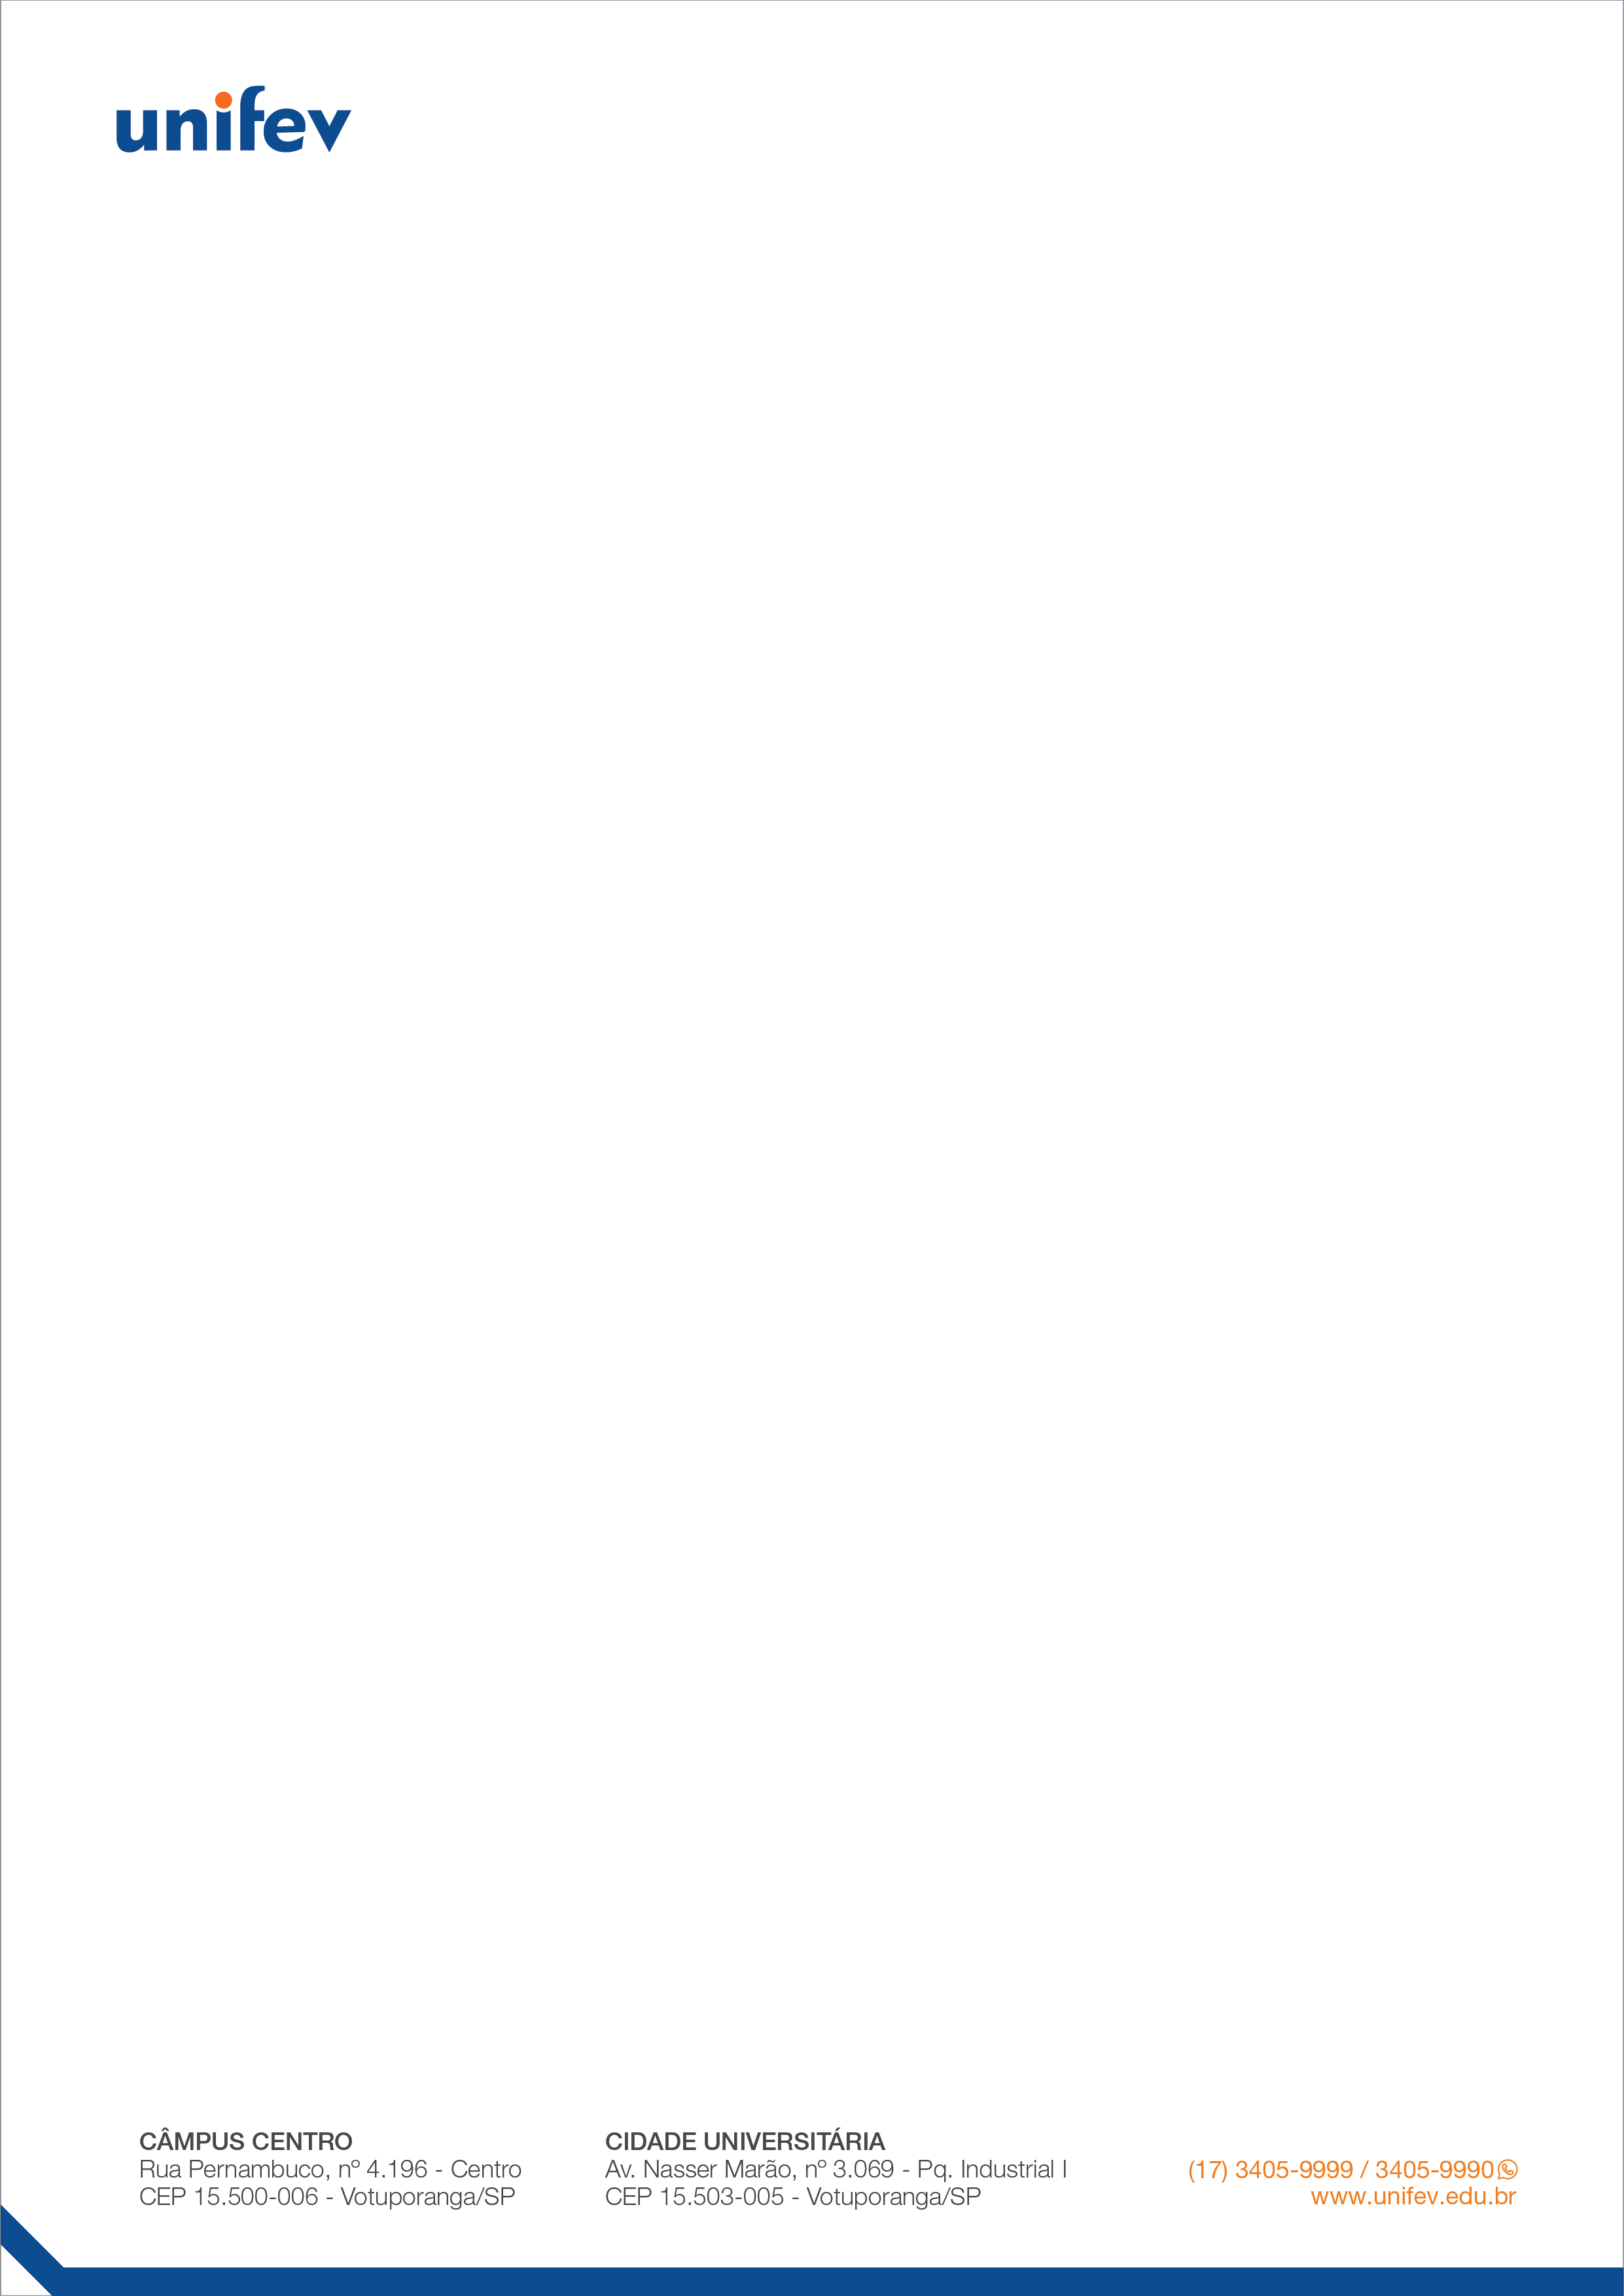 unifev
CÂMPUS CENTRO
Rua Pernambuco, nº 4.196 - Centro
CEP 15.500-006 - Votuporanga/SP
CIDADE UNIVERSITÁRIA
Av. Nasser Marão, nº 3.069 - Pq. Industrial I
CEP 15.503-005 - Votuporanga/SP
(17) 3405-9999 / 3405-9990
www.unifev.edu.br